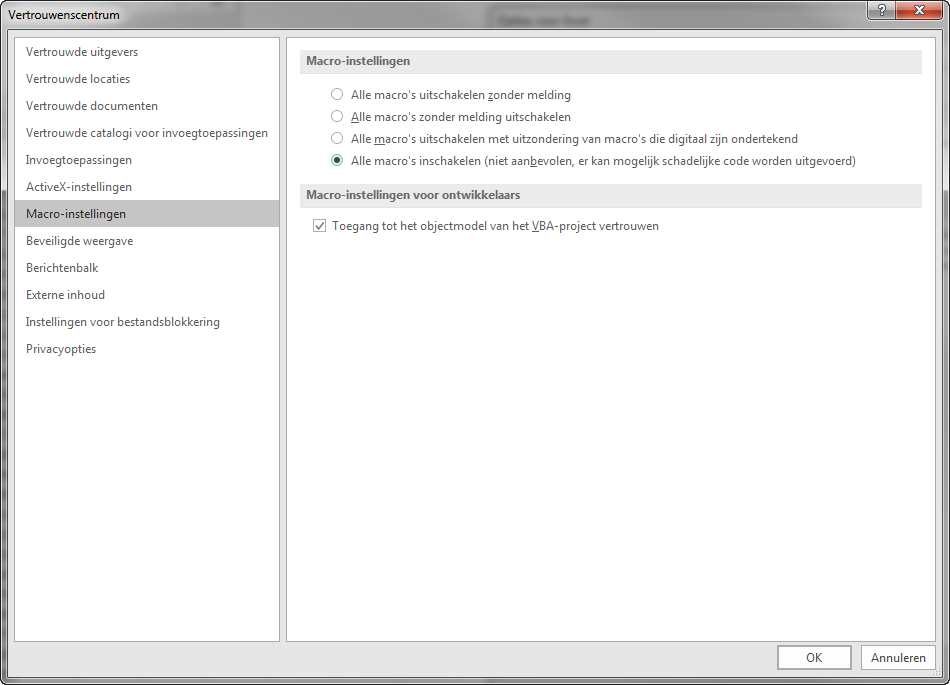 Vertrouwenscentrum
Vertrouwde uitgevers
Vertrouwde locaties
Vertrouwde documenten
Vertrouwde catalogi voor invoegtoepassingen
Invoegtoepassingen
ActiveX-instellingen
Macro-instellingen
Beveiligde weergave
Berichtenbalk
Externe inhoud
Instellingen voor bestandsblokkering
Privacyopties
Macro-instellingen
Alle macro's uitschakelen zonder melding
Alle macro's zonder melding uitschakelen
Alle macro's uitschakelen met uitzondering van macro's die digitaal zijn ondertekend
Alle macro's inschakelen (niet aanbevolen, er kan mogelijk schadelijke code worden uitgevoerd)
Macro-instellingen voor ontwikkelaars
Toegang tot het objectmodel van het VBA-project vertrouwen
OK
Annuleren